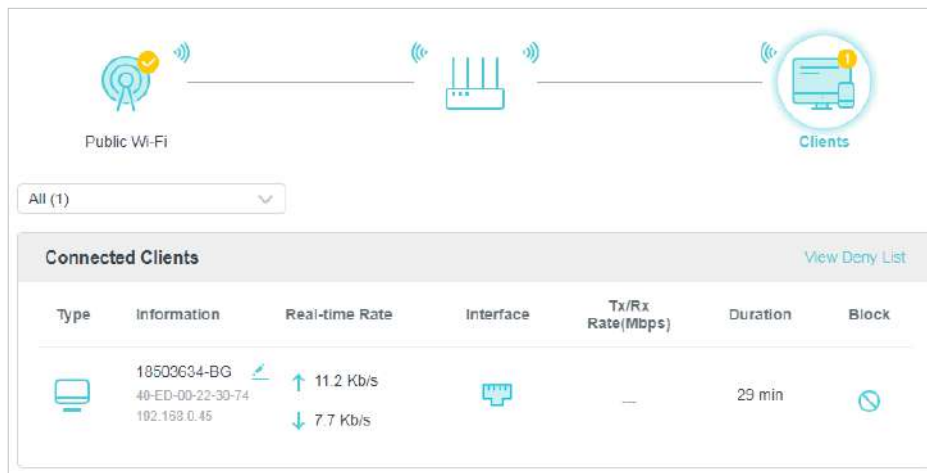 Public Wi-Fi
Clients
All (1)
Connected Clients
View Deny List
Type
Information
Real-time Rate
Interface
Tx/Rx
Rate(Mbps)
Duration
Block
18503634-BG
40-ED-00-22-30-74
192.168.0.45
11.2 Kb/s
7.7 Kb/s
—
29 min